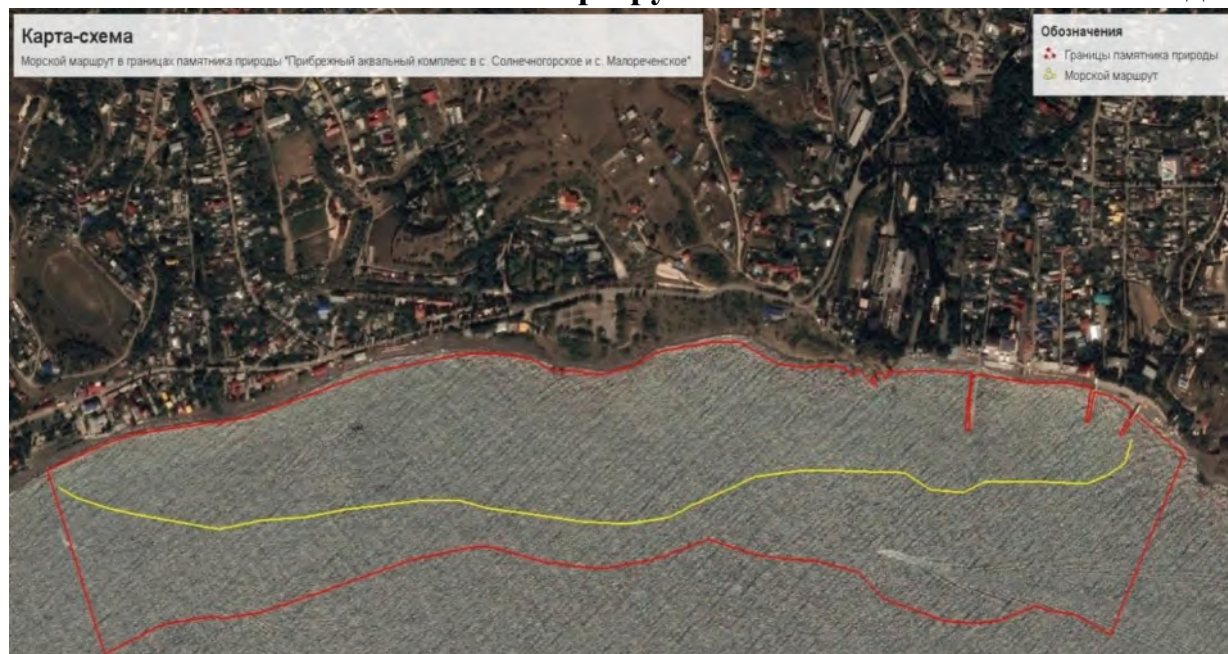 Карта-схема
Морской маршрут в границах памятника природы "Прибрежный аквальный комплекс в с. Солнечногорское и с. Малореченское"
Обозначения
Границы памятника природы
Морской маршрут